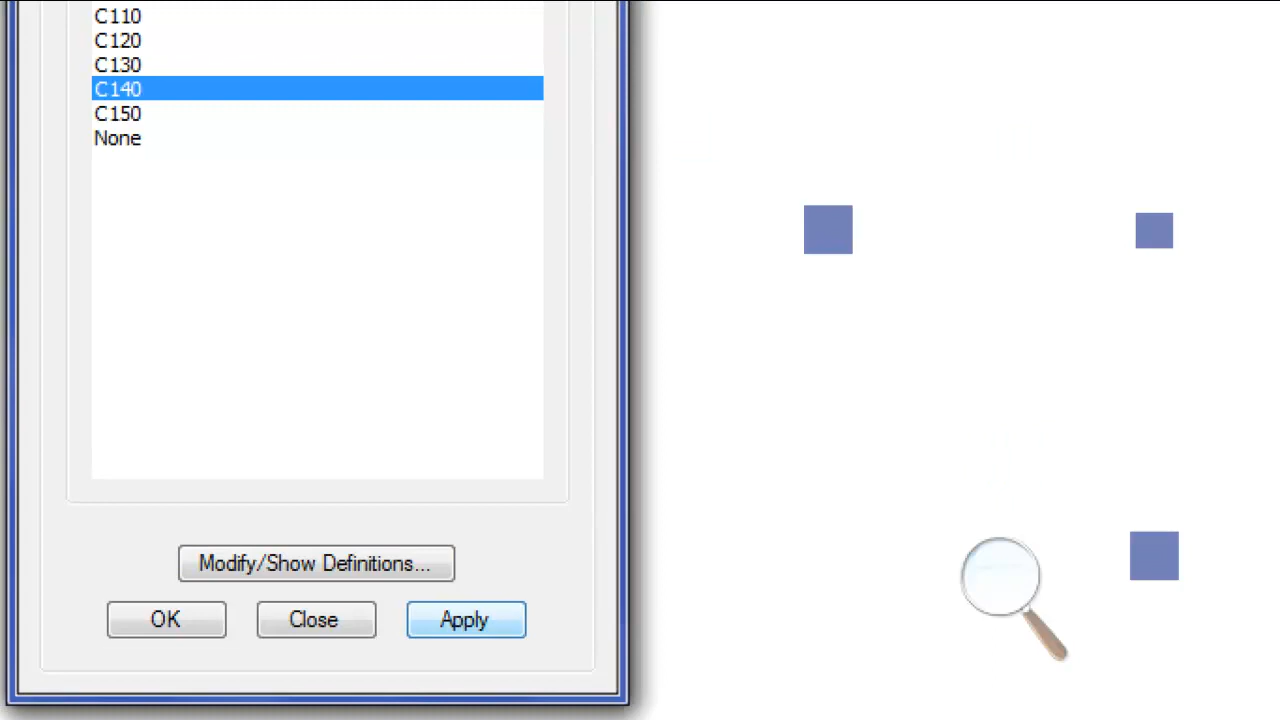 C110
C120
C130
C140
C150
None
Modify/Show Definitions...
OK Close Apply